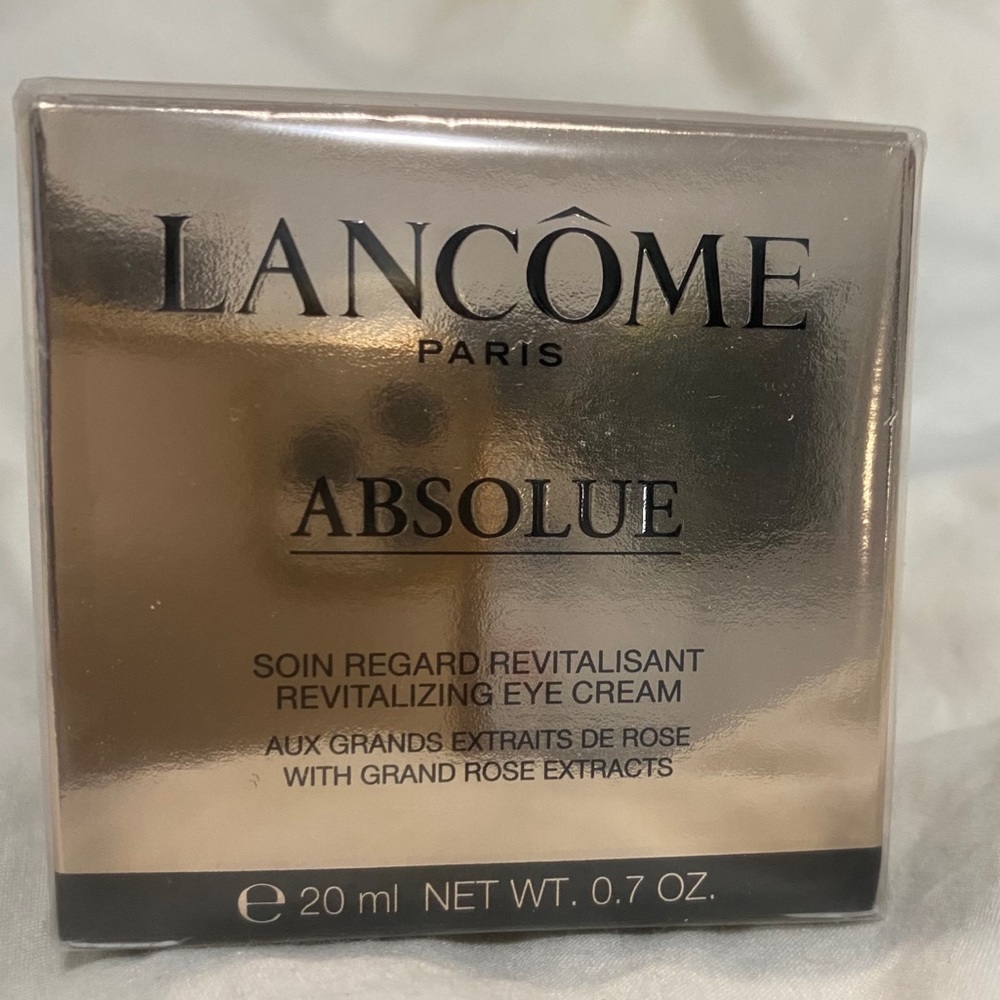 LANCÔME
PARIS
ABSOLUE
SOIN REGARD REVITALISANT
REVITALIZING EYE CREAM
AUX GRANDS EXTRAITS DE ROSE
WITH GRAND ROSE EXTRACTS
℮ 20 ml NET WT. 0.7 OZ.